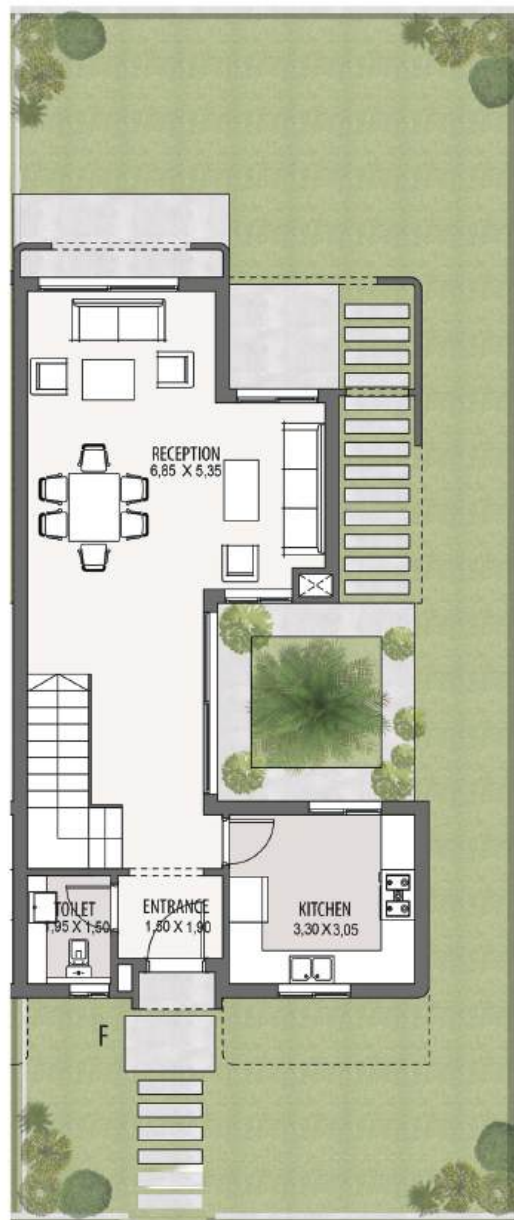 RECEPTION
6,85 X 5,35
TOILET
1,95 X 1,50
ENTRANCE
1,50 X 1,90
KITCHEN
3,30 X 3,05
F